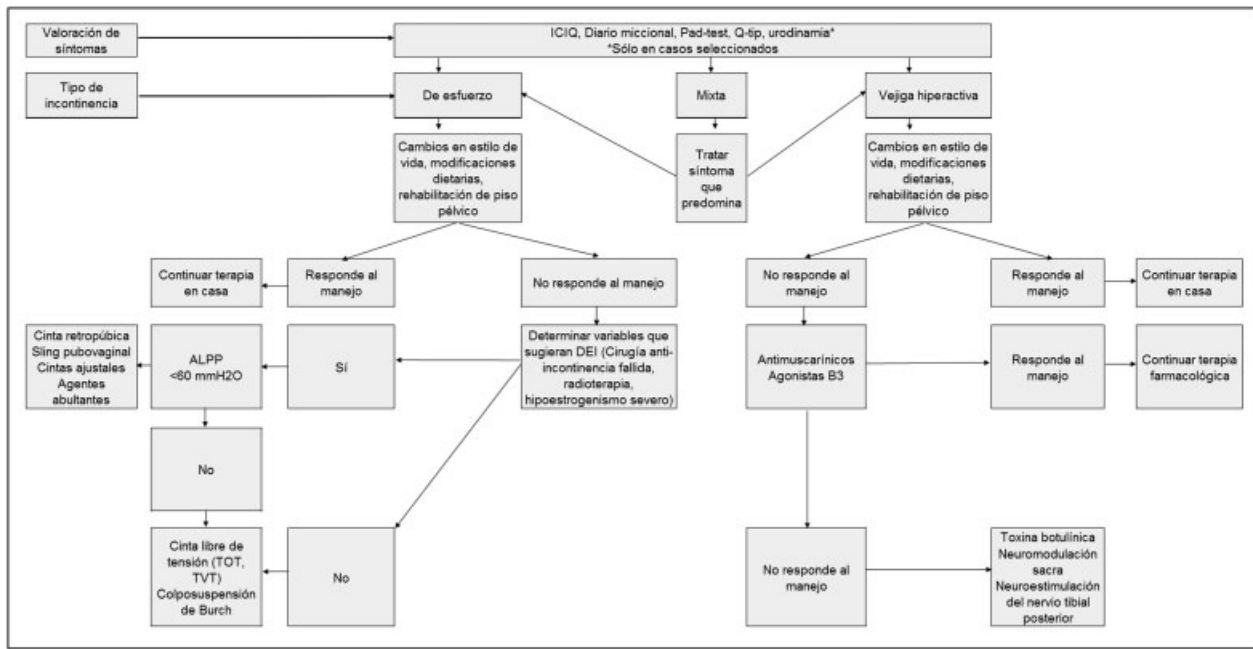 Valoración de
síntomas
ICIQ, Diario miccional, Pad-test, Q-tip, urodinamia*
*Sólo en casos seleccionados
Tipo de
incontinencia
De esfuerzo
Mixta
Vejiga hiperactiva
Cambios en estilo de
vida, modificaciones
dietarias,
rehabilitación de piso
pélvico
Tratar
síntoma
que
predomina
Cambios en estilo de
vida, modificaciones
dietarias,
rehabilitación de piso
pélvico
Continuar terapia
en casa
Responde al
manejo
No responde al manejo
No responde al
manejo
Responde al
manejo
Continuar terapia
en casa
Cinta retropúbica
Sling pubovaginal
Cintas ajustales
Agentes
abultantes
ALPP
<60 mmH2O
Sí
Determinar variables que
sugieran DEI (Cirugía anti-
incontinencia fallida,
radioterapia,
hipoestrogenismo severo)
Antimuscarínicos
Agonistas B3
Responde al
manejo
Continuar terapia
farmacológica
No
Cinta libre de
tensión (TOT,
TVT)
Colposuspensión
de Burch
No
No responde al
manejo
Toxina botulínica
Neuromodulación
sacra
Neuroestimulación
del nervio tibial
posterior